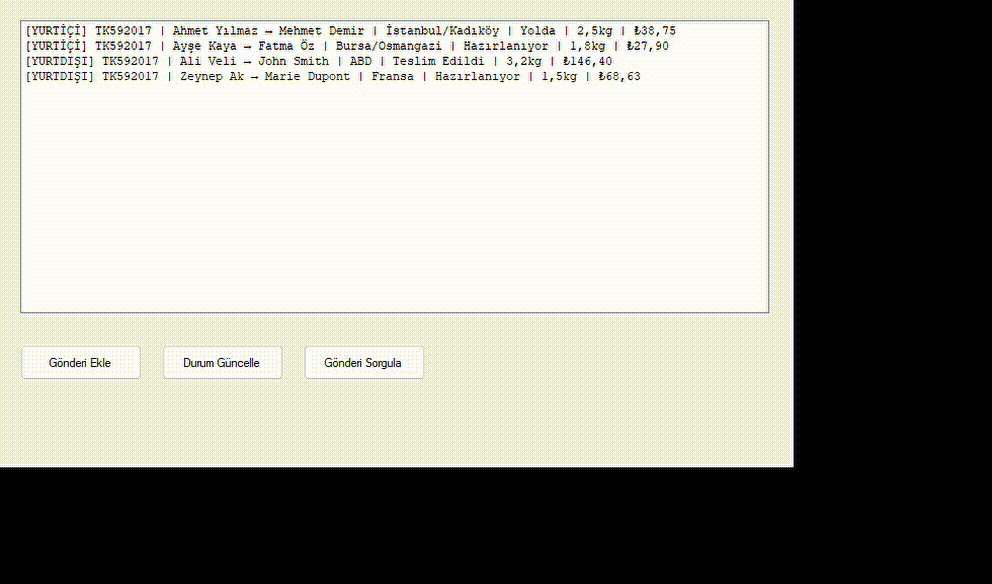 [YURTİÇİ] TK592017 | Ahmet Yılmaz → Mehmet Demir | İstanbul/Kadıköy | Yolda | 2,5kg | ₺38,75
[YURTİÇİ] TK592017 | Ayşe Kaya → Fatma Öz | Bursa/Osmangazi | Hazırlanıyor | 1,8kg | ₺27,90
[YURTDIŞI] TK592017 | Ali Veli → John Smith | ABD | Teslim Edildi | 3,2kg | ₺146,40
[YURTDIŞI] TK592017 | Zeynep Ak → Marie Dupont | Fransa | Hazırlanıyor | 1,5kg | ₺68,63
Gönderi Ekle
Durum Güncelle
Gönderi Sorgula